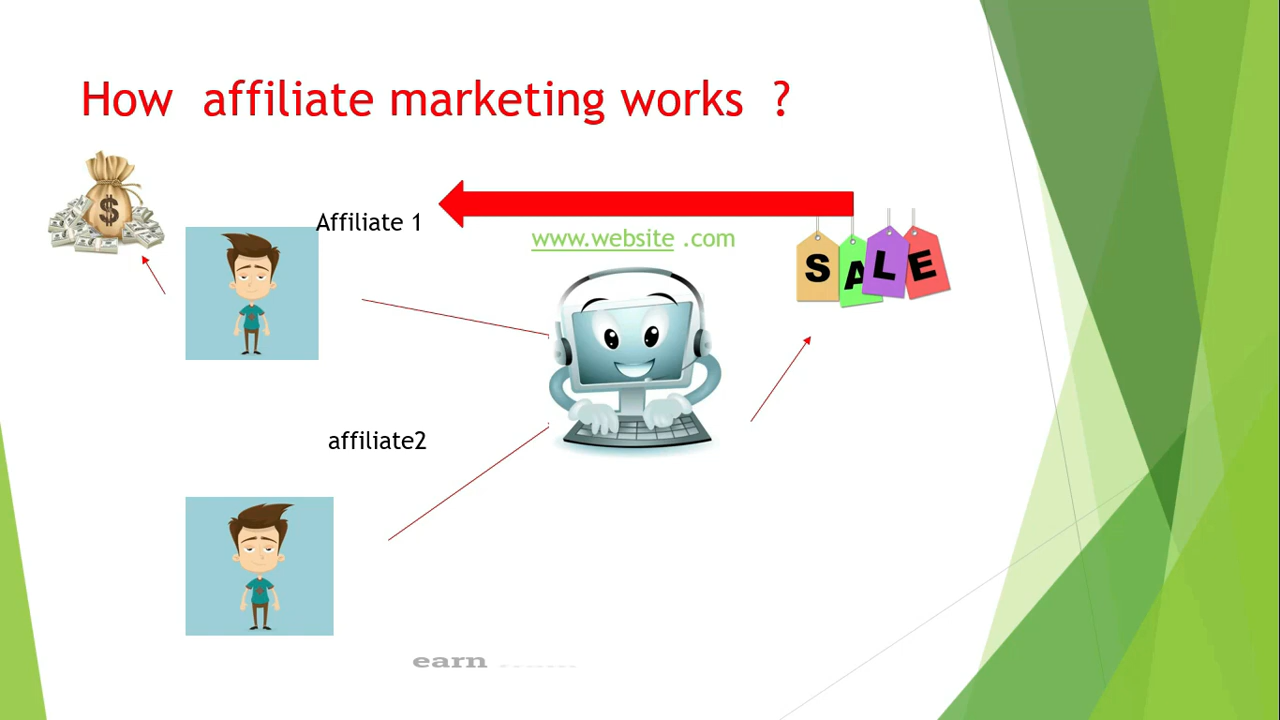 How affiliate marketing works ?
Affiliate 1
www.website .com
SALE
affiliate2
earn